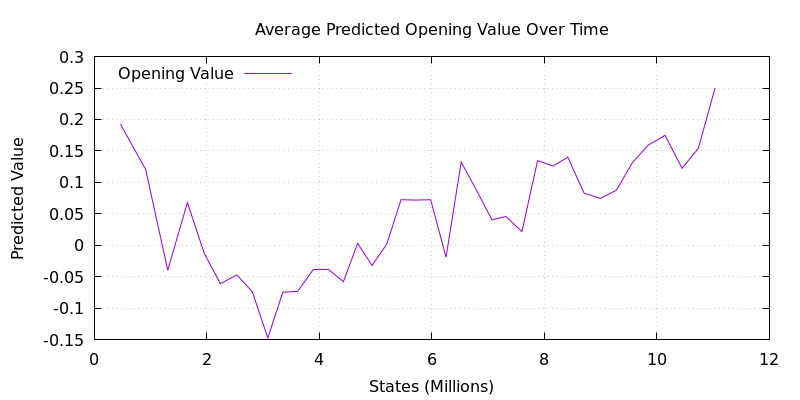 Average Predicted Opening Value Over Time
Opening Value
Predicted Value
0.3
0.25
0.2
0.15
0.1
0.05
0
-0.05
-0.1
-0.15
0 2 4 6 8 10 12
States (Millions)